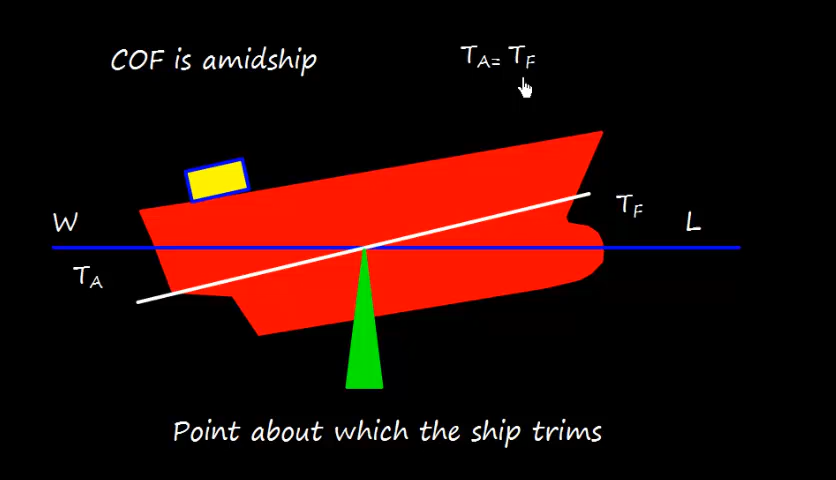 COF is amidship
TA= TF
W
TF
L
TA
Point about which the ship trims